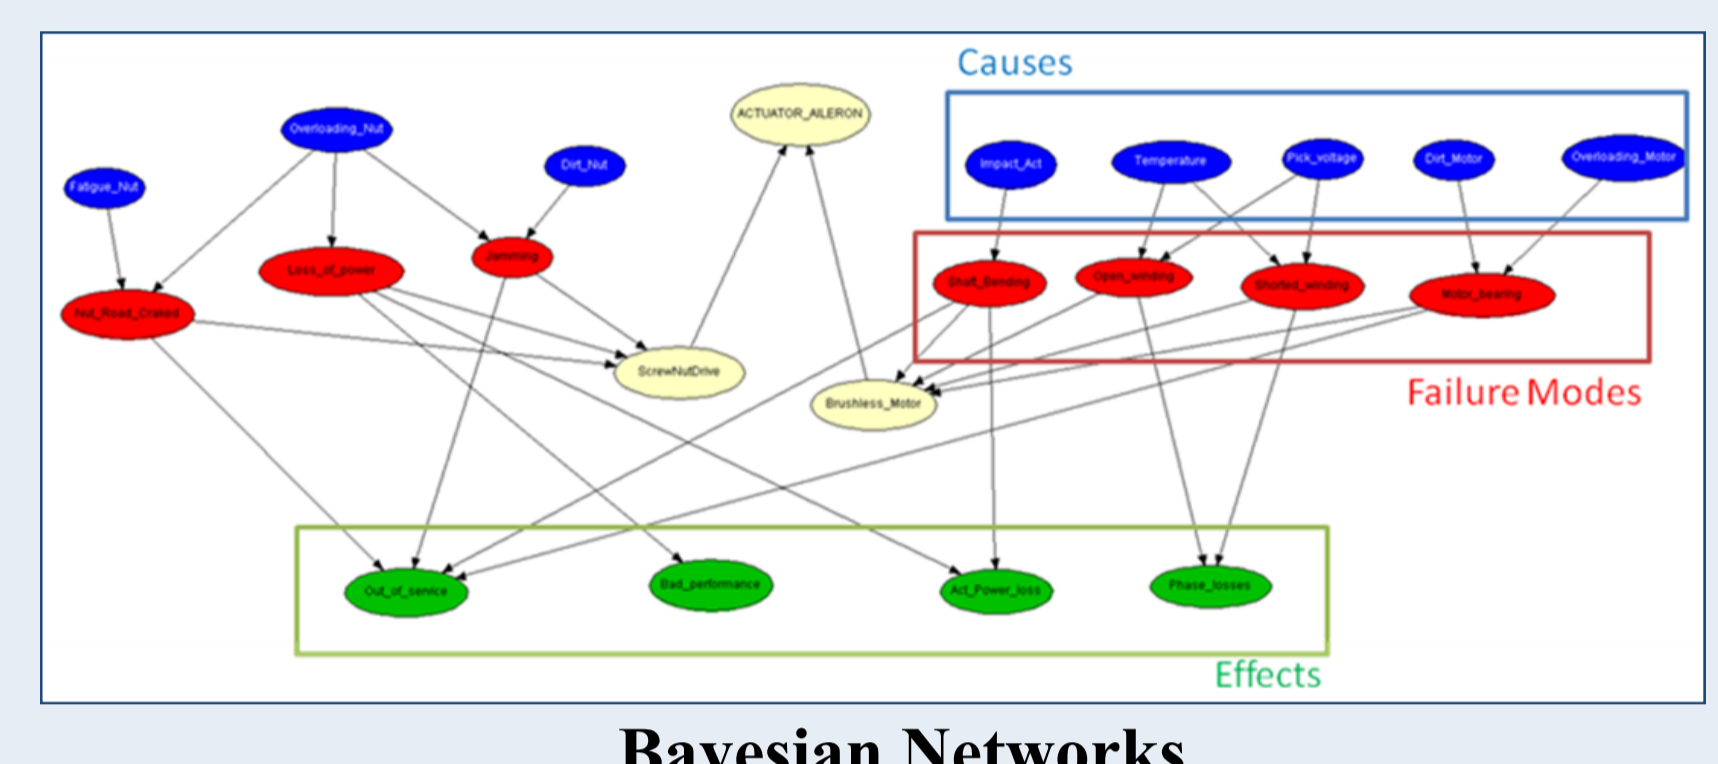 Causes
ACTUATOR_AILERON
Overloading_Nut
Dirt_Nut
Fatigue_Nut
Impact_Act
Temperature
Pick_voltage
Dirt_Motor
Overloading_Motor
Loss_of_power
Jamming
Nut_Road_Craked
Shaft_Bending
Open_winding
Shorted_winding
Motor_bearing
ScrewNutDrive
Brushless_Motor
Failure Modes
Out_of_service
Bad_performance
Act_Power_loss
Phase_losses
Effects
Bayesian Networks